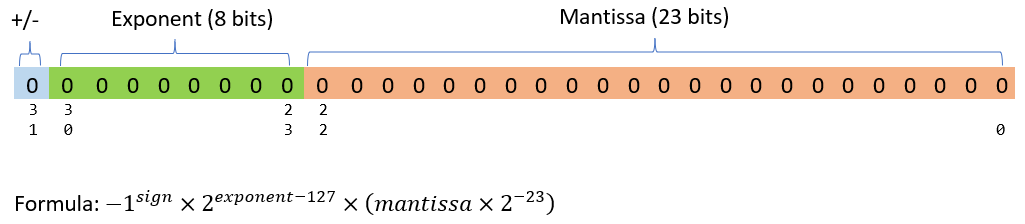 +/- Exponent (8 bits) Mantissa (23 bits)
0 0 0 0 0 0 0 0 0 0 0 0 0 0 0 0 0 0 0 0 0 0 0 0 0 0 0 0 0 0 0 0
3 3 2 2
1 0 3 2 0
Formula: −1^{sign} × 2^{exponent−127} × (mantissa × 2^{−23})